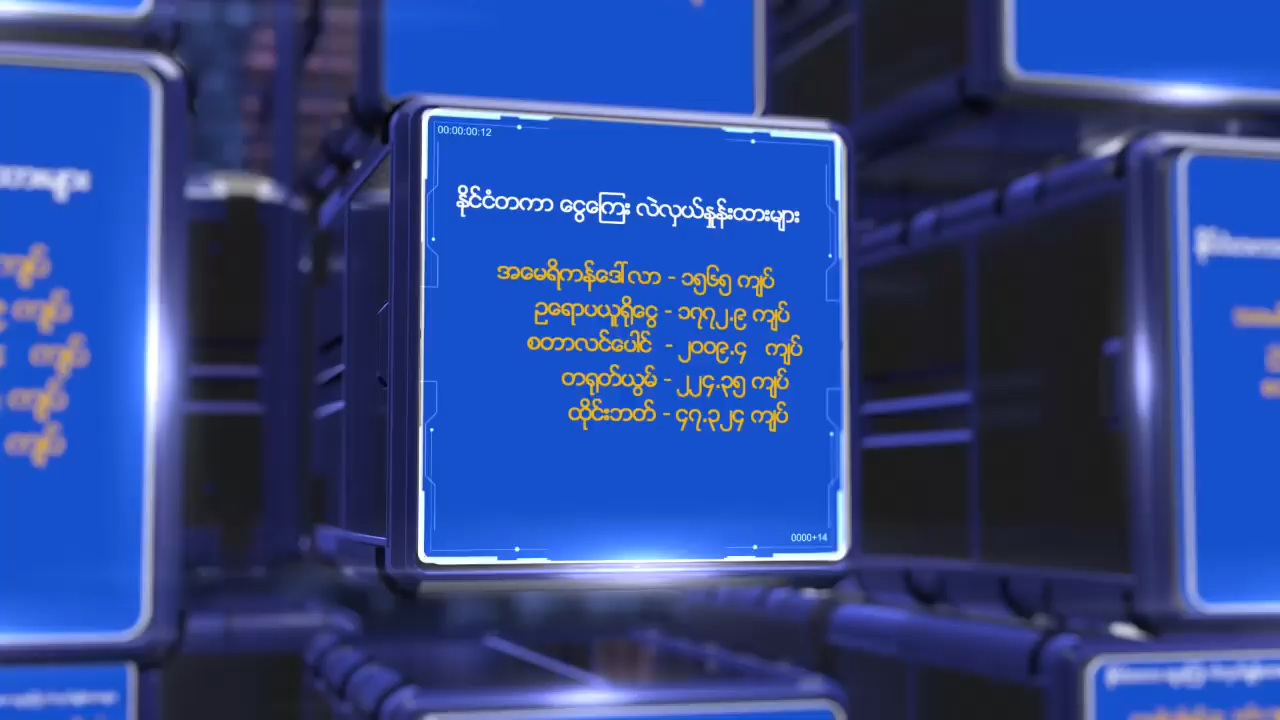 00:00:00:12
နိုင်ငံတကာ ငွေကြေး လဲလှယ်နှုန်းထားများ
အမေရိကန်ဒေါ်လာ - ၁၅၆၅ ကျပ်
ဥရောပယူရိုငွေ - ၁၇၇၂.၉ ကျပ်
စတာလင်ပေါင် - ၂၀၀၉.၄ ကျပ်
တရုတ်ယွမ် - ၂၂၄.၃၅ ကျပ်
ထိုင်းဘတ် - ၄၇.၃၂၄ ကျပ်
0000+14